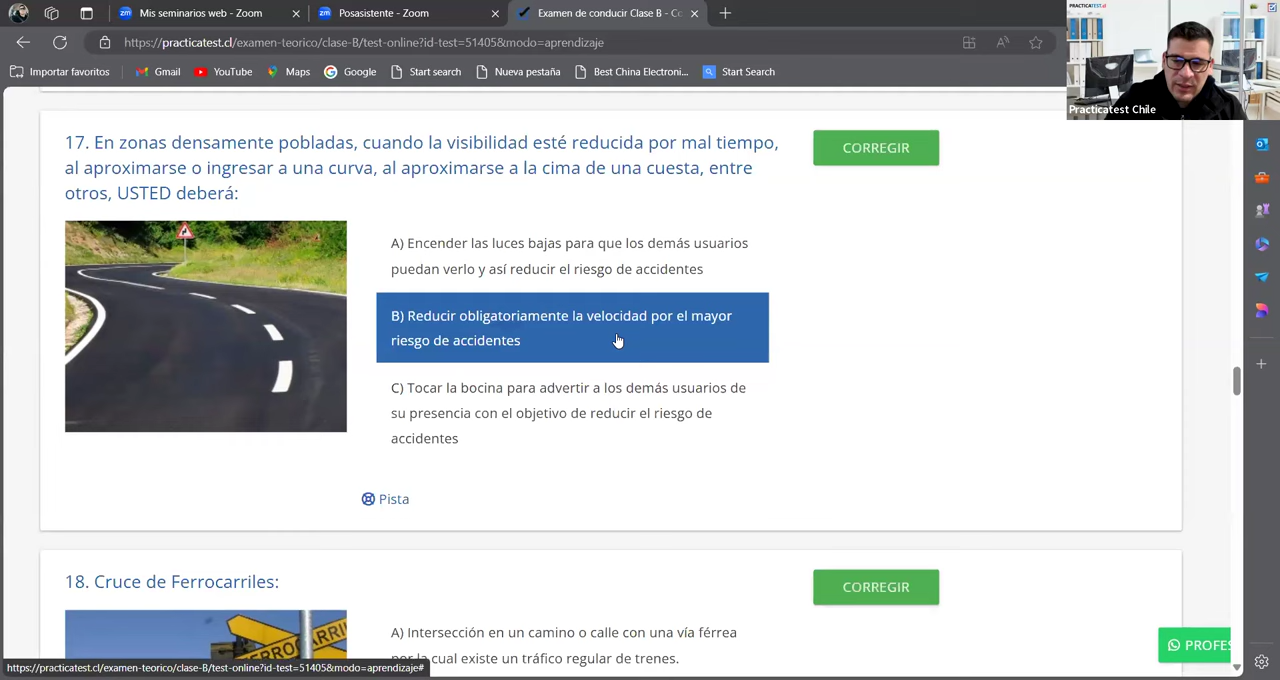 Mis seminarios web - Zoom
Posasistente - Zoom
Examen de conducir Clase B - Co
https://practicatest.cl/examen-teorico/clase-B/test-online?id-test=51405&modo=aprendizaje
Importar favoritos
Gmail
YouTube
Maps
Google
Start search
Nueva pestaña
Best China Electroni...
Start Search
PRACTICATEST.cl
Practicatest Chile
17. En zonas densamente pobladas, cuando la visibilidad esté reducida por mal tiempo,
al aproximarse o ingresar a una curva, al aproximarse a la cima de una cuesta, entre
otros, USTED deberá:
CORREGIR
A) Encender las luces bajas para que los demás usuarios
puedan verlo y así reducir el riesgo de accidentes
B) Reducir obligatoriamente la velocidad por el mayor
riesgo de accidentes
C) Tocar la bocina para advertir a los demás usuarios de
su presencia con el objetivo de reducir el riesgo de
accidentes
Pista
18. Cruce de Ferrocarriles:
CORREGIR
A) Intersección en un camino o calle con una vía férrea
por la cual existe un tráfico regular de trenes.
FERROCARRIL
PROFES
https://practicatest.cl/examen-teorico/clase-B/test-online?id-test=51405&modo=aprendizaje#